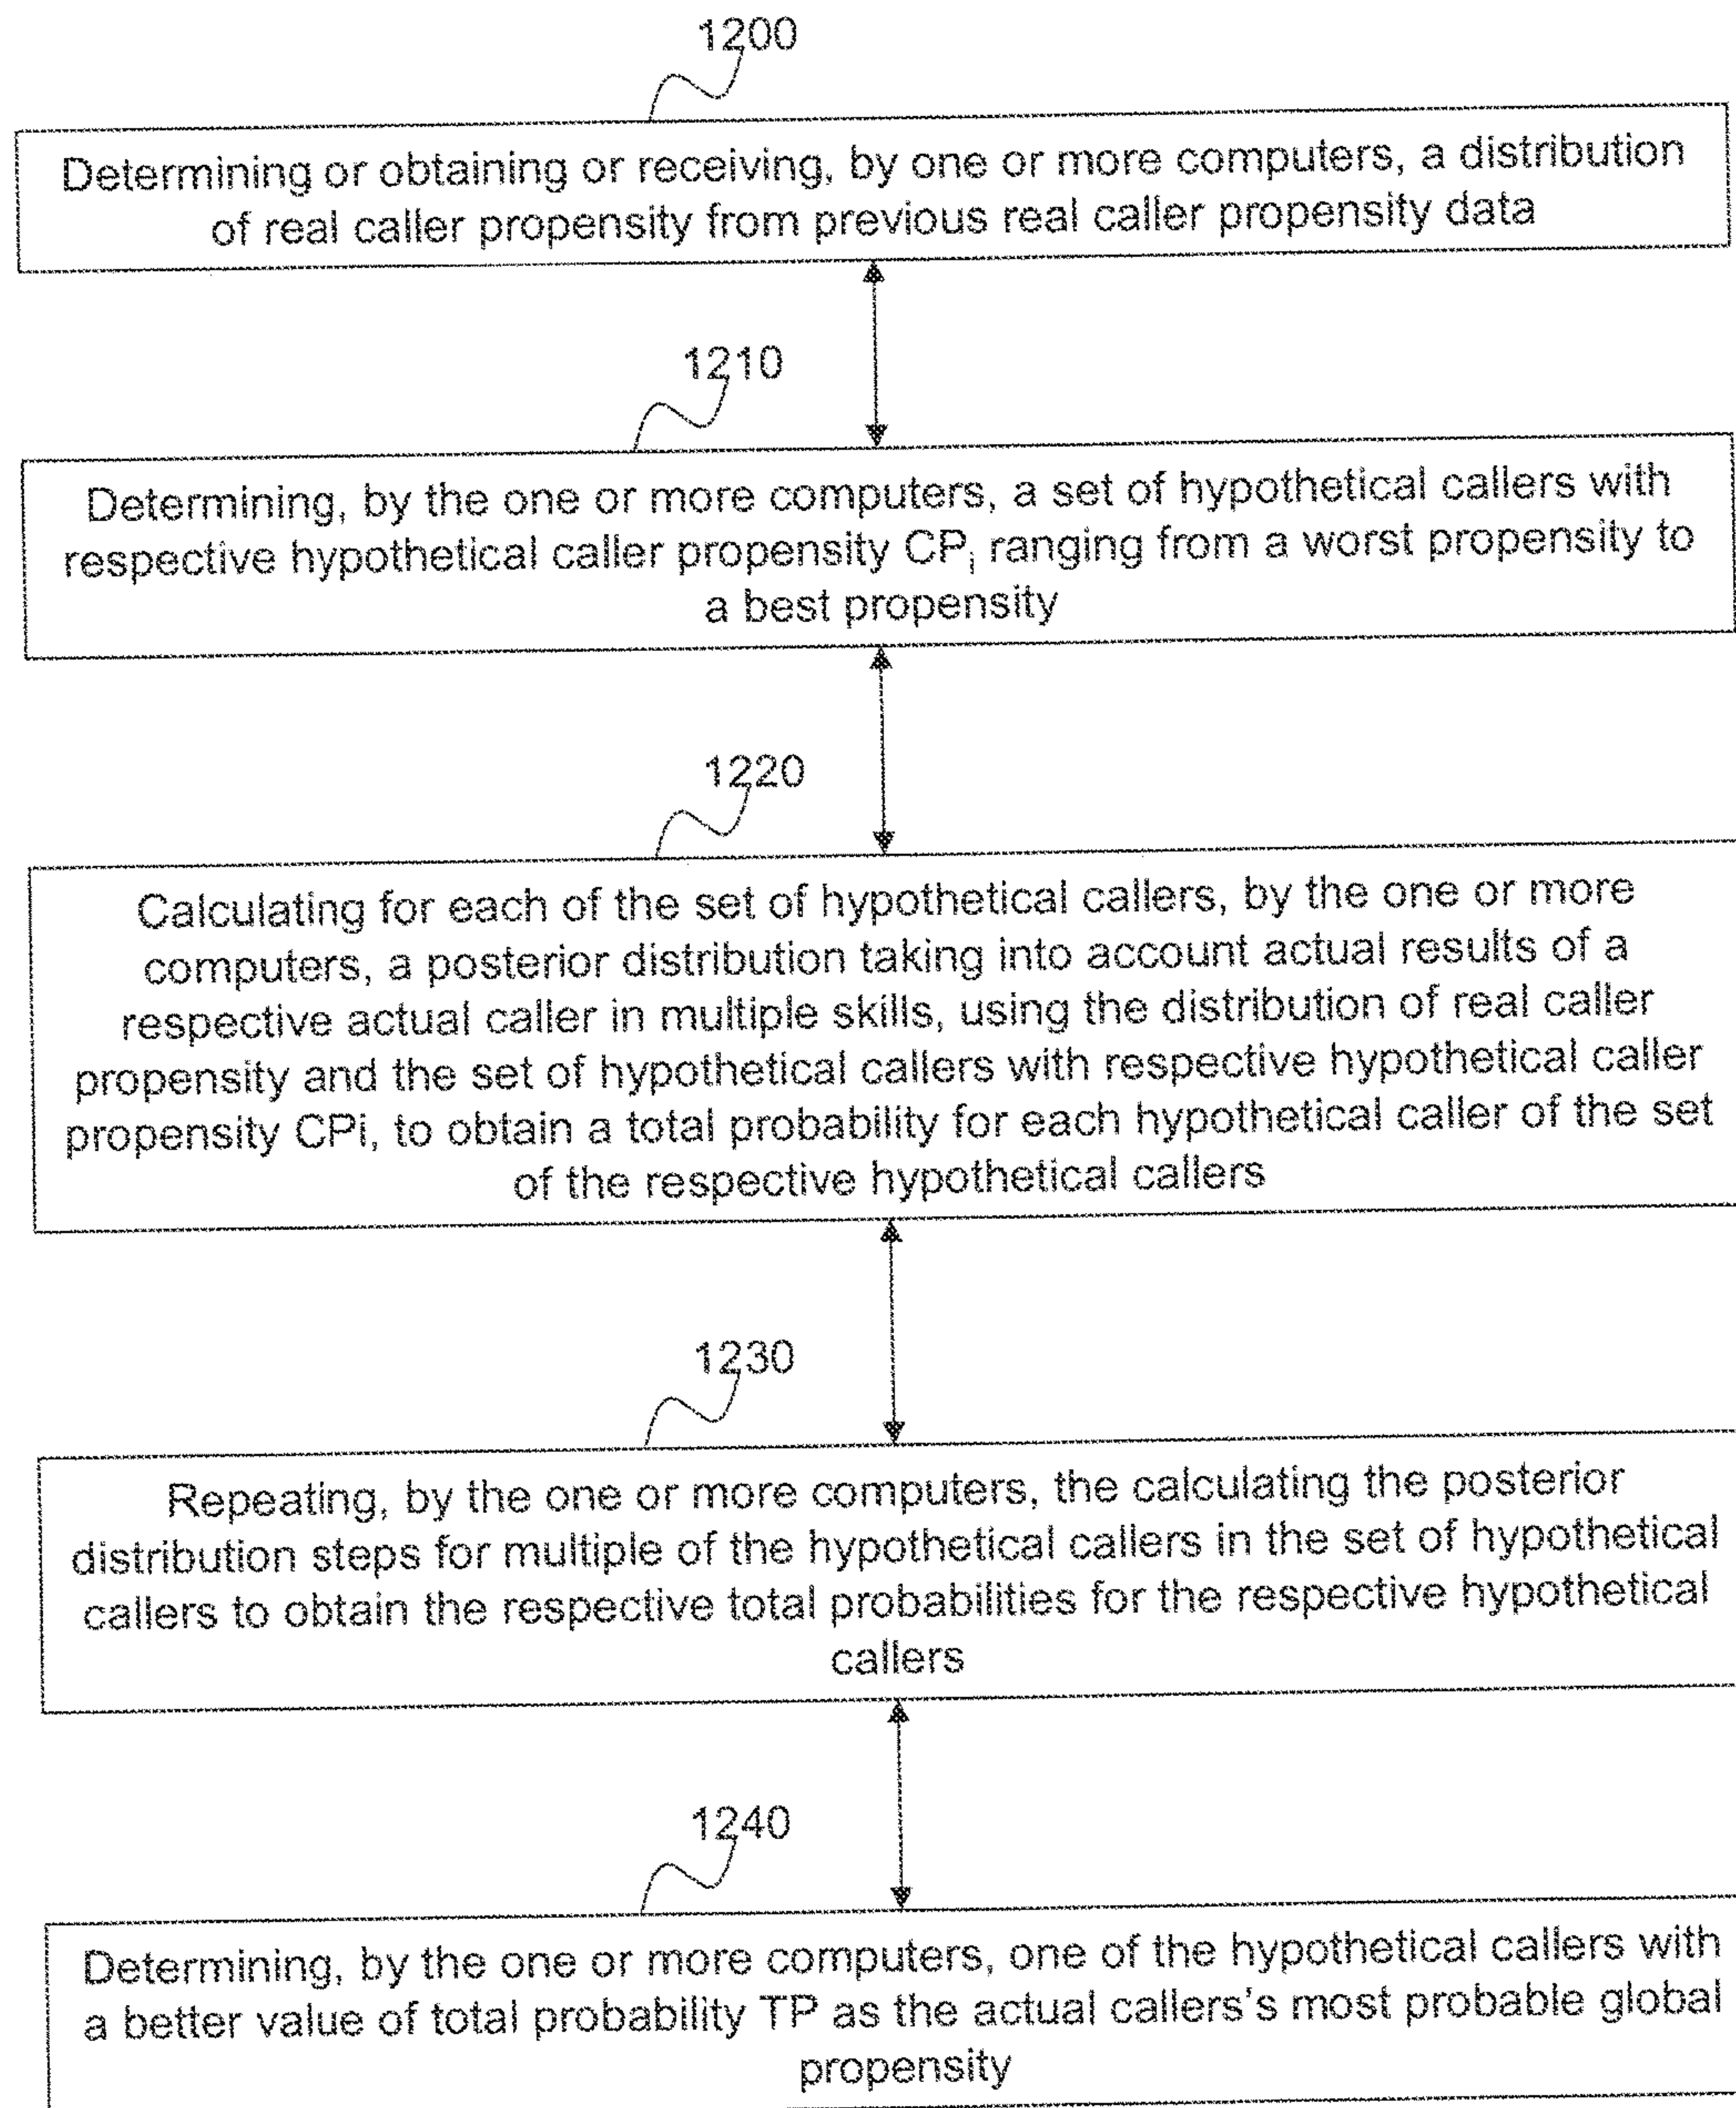 1200
Determining or obtaining or receiving, by one or more computers, a distribution
of real caller propensity from previous real caller propensity data
1210
Determining, by the one or more computers, a set of hypothetical callers with
respective hypothetical caller propensity CPi ranging from a worst propensity to
a best propensity
1220
Calculating for each of the set of hypothetical callers, by the one or more
computers, a posterior distribution taking into account actual results of a
respective actual caller in multiple skills, using the distribution of real caller
propensity and the set of hypothetical callers with respective hypothetical caller
propensity CPi, to obtain a total probability for each hypothetical caller of the set
of the respective hypothetical callers
1230
Repeating, by the one or more computers, the calculating the posterior
distribution steps for multiple of the hypothetical callers in the set of hypothetical
callers to obtain the respective total probabilities for the respective hypothetical
callers
1240
Determining, by the one or more computers, one of the hypothetical callers with
a better value of total probability TP as the actual callers's most probable global
propensity